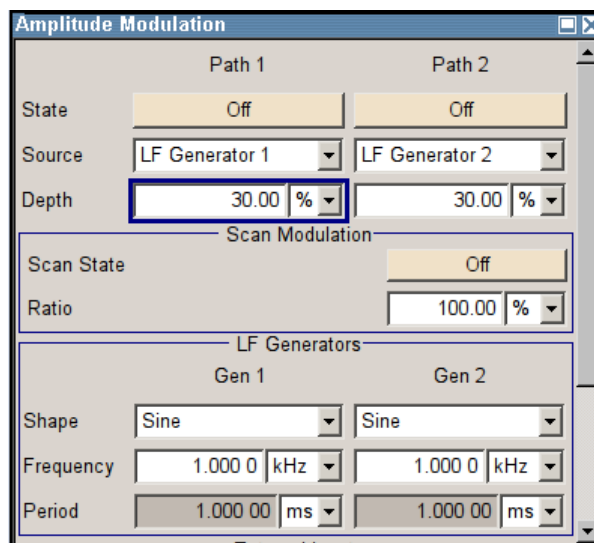 Amplitude Modulation
Path 1 Path 2
State Off Off
Source LF Generator 1 LF Generator 2
Depth 30.00 % 30.00 %
Scan Modulation
Scan State Off
Ratio 100.00 %
LF Generators
Gen 1 Gen 2
Shape Sine Sine
Frequency 1.000 0 kHz 1.000 0 kHz
Period 1.000 00 ms 1.000 00 ms